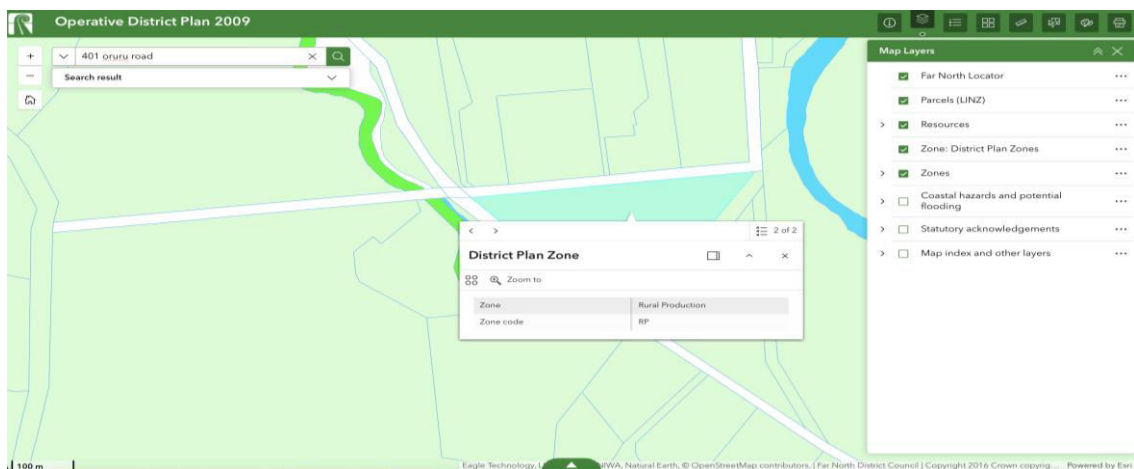 Operative District Plan 2009
401 oruru road
Search result
Map Layers
Far North Locator
Parcels (LINZ)
Resources
Zone: District Plan Zones
Zones
Coastal hazards and potential
flooding
Statutory acknowledgements
Map index and other layers
2 of 2
District Plan Zone
Zoom to
Zone Rural Production
Zone code RP
100 m
Eagle Technology, L NIWA, Natural Earth, © OpenStreetMap contributors. | Far North District Council | Copyright 2016 Crown copyrig... Powered by Esri